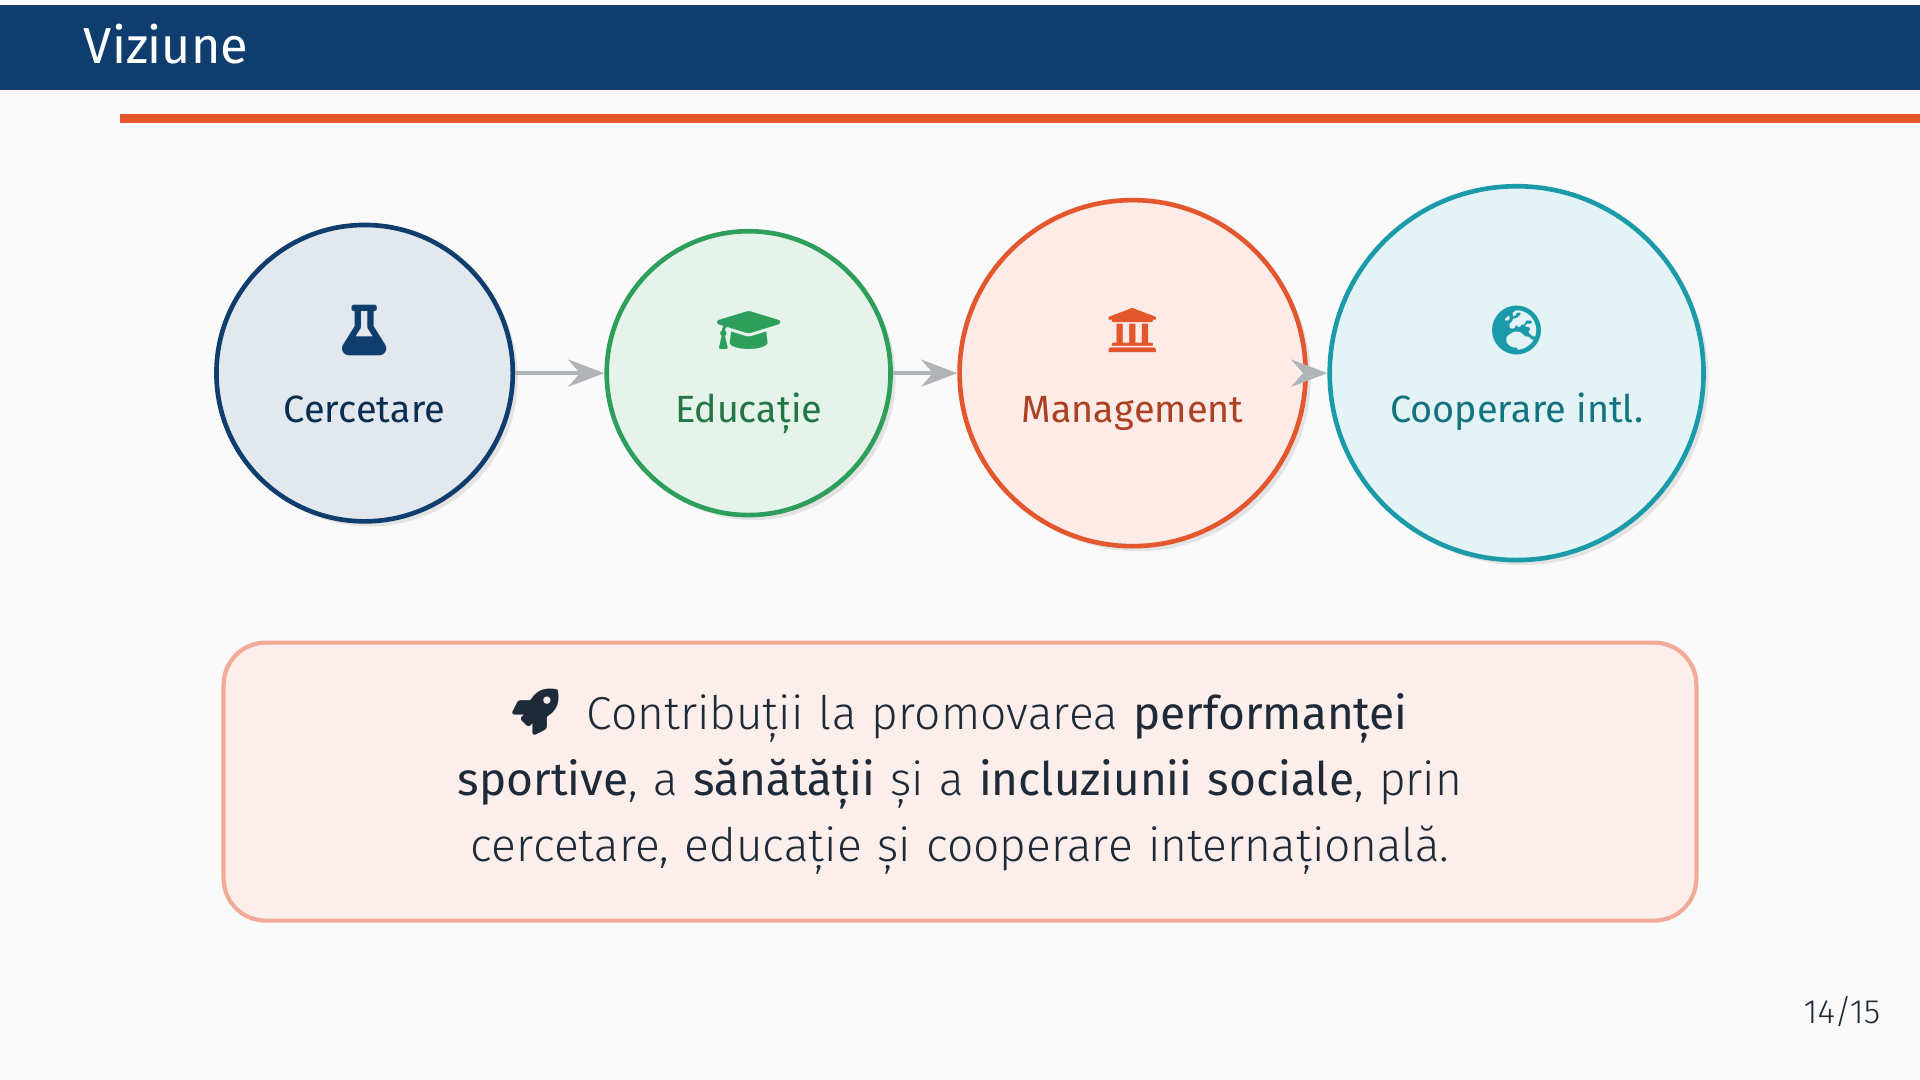 Viziune
Cercetare
Educație
Management
Cooperare intl.
Contribuții la promovarea performanței
sportive, a sănătății și a incluziunii sociale, prin
cercetare, educație și cooperare internațională.
14/15